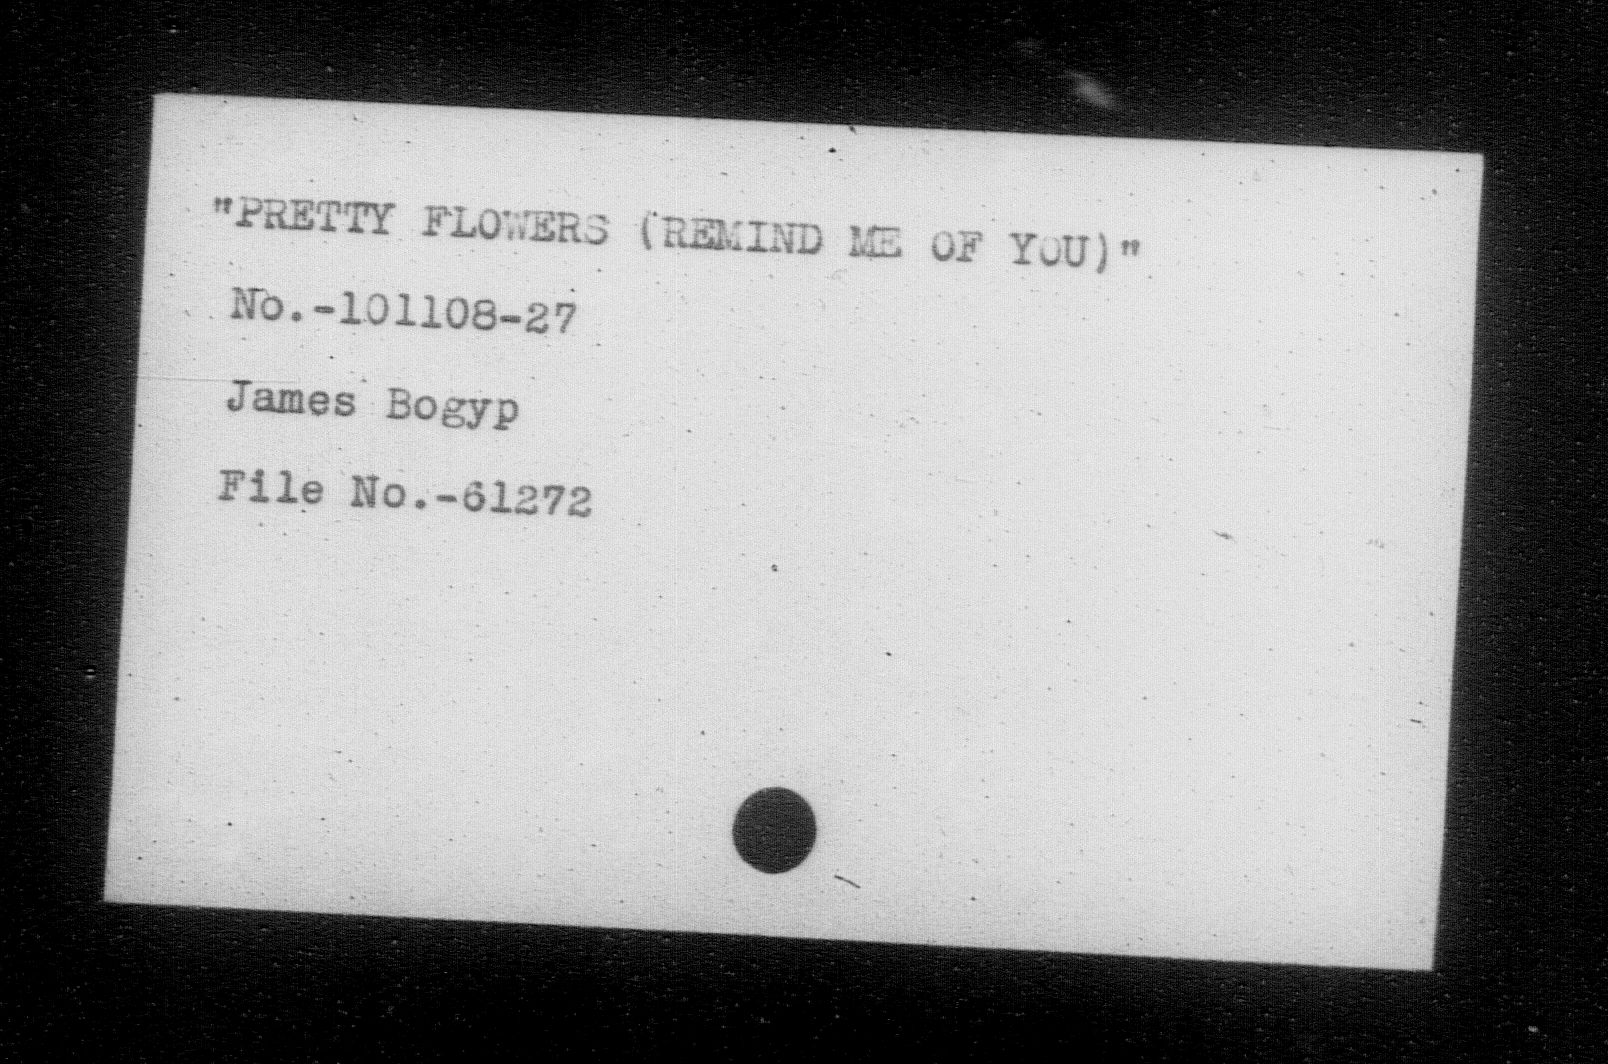 "PRETTY FLOWERS (REMIND ME OF YOU)"
No.-101108-27
James Bogyp
File No.-61272